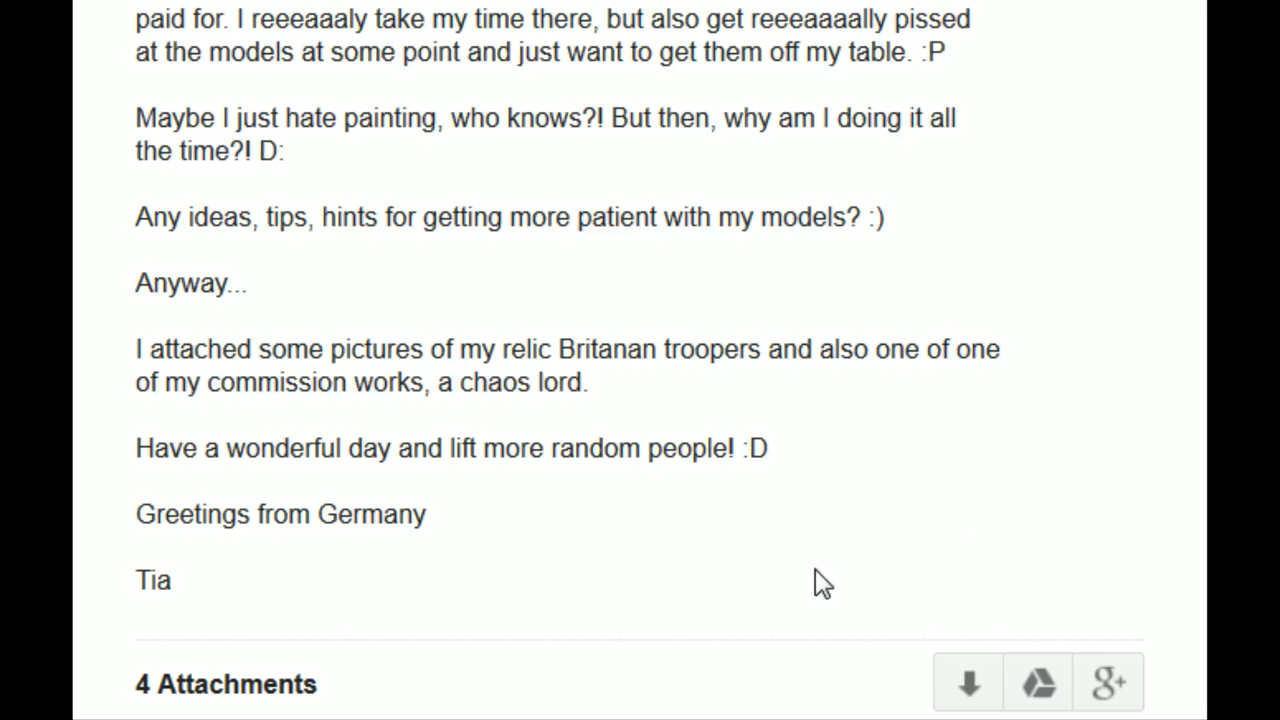 paid for. I reeeaaaly take my time there, but also get reeeaaaally pissed
at the models at some point and just want to get them off my table. :P
Maybe I just hate painting, who knows?! But then, why am I doing it all
the time?! D:
Any ideas, tips, hints for getting more patient with my models? :)
Anyway...
I attached some pictures of my relic Britanan troopers and also one of one
of my commission works, a chaos lord.
Have a wonderful day and lift more random people! :D
Greetings from Germany
Tia
4 Attachments
g+